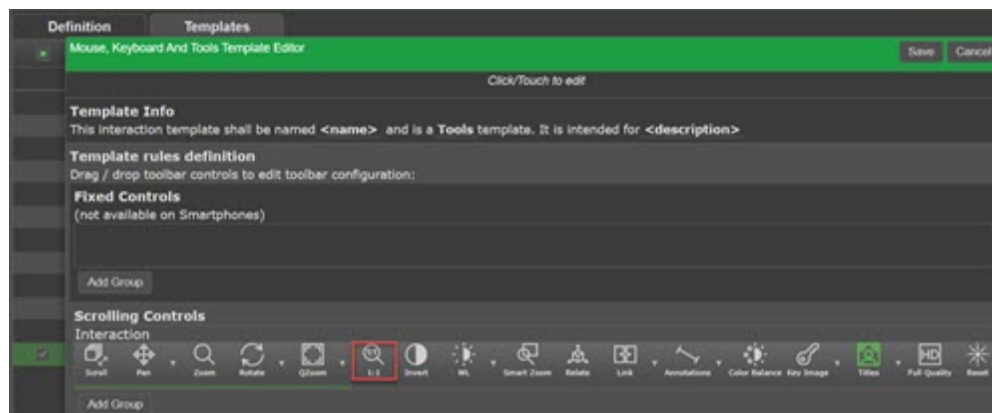 Definition Templates
Mouse, Keyboard And Tools Template Editor Save Cancel
Click/Touch to edit
Template Info
This interaction template shall be named <name> and is a Tools template. It is intended for <description>
Template rules definition
Drag / drop toolbar controls to edit toolbar configuration:
Fixed Controls
(not available on Smartphones)
Add Group
Scrolling Controls
Interaction
1:1 HD
Scroll Pan Zoom Rotate QZoom 1:1 Invert WL Smart Zoom Relate Link Annotations Color Balance Key Image Titles Full Quality Reset
Add Group